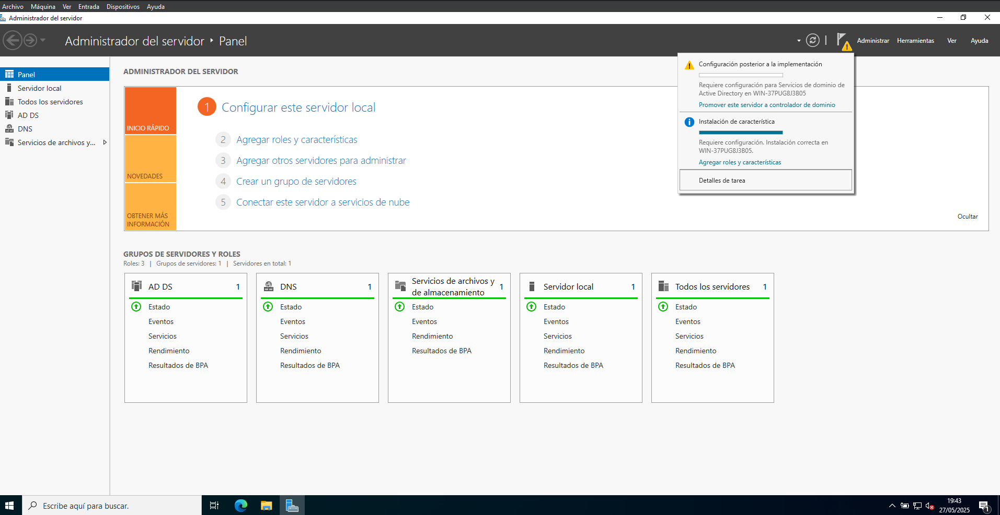 Archivo Máquina Ver Entrada Dispositivos Ayuda
Administrador del servidor
Administrador del servidor ‣ Panel
Administrar Herramientas Ver Ayuda
Panel
Servidor local
Todos los servidores
AD DS
DNS
Servicios de archivos y...
ADMINISTRADOR DEL SERVIDOR
INICIO RÁPIDO
NOVEDADES
OBTENER MÁS
INFORMACIÓN
1 Configurar este servidor local
2 Agregar roles y características
3 Agregar otros servidores para administrar
4 Crear un grupo de servidores
5 Conectar este servidor a servicios de nube
Configuración posterior a la implementación
Requiere configuración para Servicios de dominio de
Active Directory en WIN-37PUG8J3B05
Promover este servidor a controlador de dominio
Instalación de característica
Requiere configuración. Instalación correcta en
WIN-37PUG8J3B05.
Agregar roles y características
Detalles de tarea
Ocultar
GRUPOS DE SERVIDORES Y ROLES
Roles: 3 | Grupos de servidores: 1 | Servidores en total: 1
AD DS 1
Estado
Eventos
Servicios
Rendimiento
Resultados de BPA
DNS 1
Estado
Eventos
Servicios
Rendimiento
Resultados de BPA
Servicios de archivos y
de almacenamiento 1
Estado
Eventos
Rendimiento
Resultados de BPA
Servidor local 1
Estado
Eventos
Servicios
Rendimiento
Resultados de BPA
Todos los servidores 1
Estado
Eventos
Servicios
Rendimiento
Resultados de BPA
Escribe aquí para buscar.
19:43
27/05/2025
1